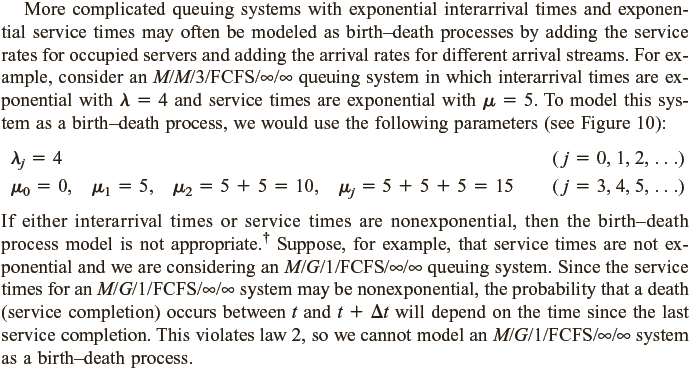 More complicated queuing systems with exponential interarrival times and exponen-
tial service times may often be modeled as birth–death processes by adding the service
rates for occupied servers and adding the arrival rates for different arrival streams. For ex-
ample, consider an M/M/3/FCFS/∞/∞ queuing system in which interarrival times are ex-
ponential with λ = 4 and service times are exponential with μ = 5. To model this sys-
tem as a birth–death process, we would use the following parameters (see Figure 10):
λj = 4 (j = 0, 1, 2, . . .)
μ0 = 0, μ1 = 5, μ2 = 5 + 5 = 10, μj = 5 + 5 + 5 = 15 (j = 3, 4, 5, . . .)
If either interarrival times or service times are nonexponential, then the birth–death
process model is not appropriate.† Suppose, for example, that service times are not ex-
ponential and we are considering an M/G/1/FCFS/∞/∞ queuing system. Since the service
times for an M/G/1/FCFS/∞/∞ system may be nonexponential, the probability that a death
(service completion) occurs between t and t + Δt will depend on the time since the last
service completion. This violates law 2, so we cannot model an M/G/1/FCFS/∞/∞ system
as a birth–death process.